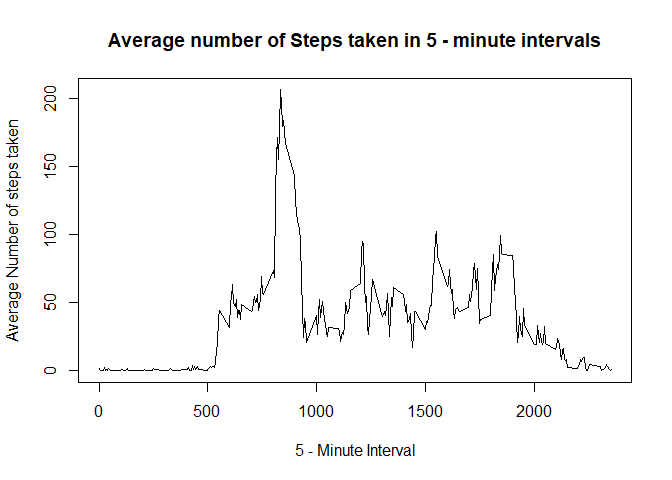 Average number of Steps taken in 5 - minute intervals
Average Number of steps taken
200
150
100
50
0
0 500 1000 1500 2000
5 - Minute Interval